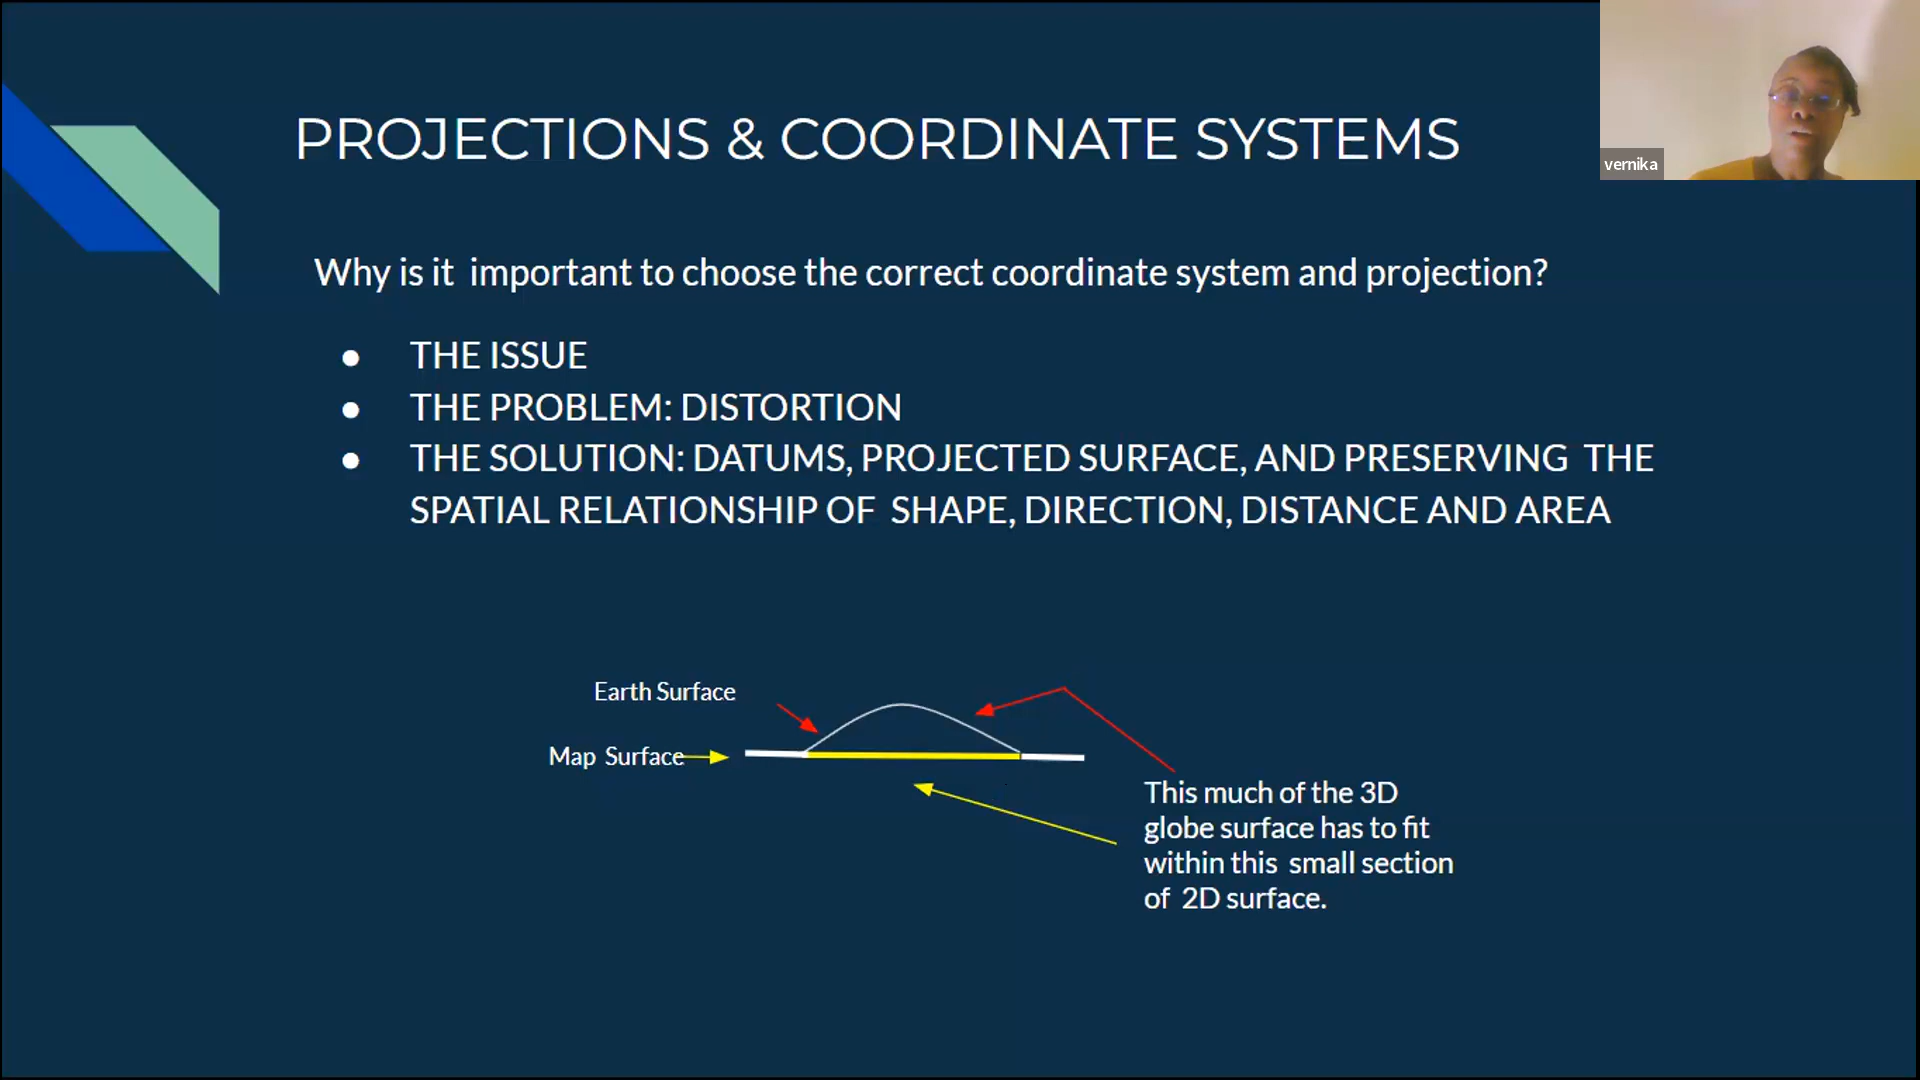 PROJECTIONS & COORDINATE SYSTEMS
vernika
Why is it important to choose the correct coordinate system and projection?
● THE ISSUE
● THE PROBLEM: DISTORTION
● THE SOLUTION: DATUMS, PROJECTED SURFACE, AND PRESERVING THE
SPATIAL RELATIONSHIP OF SHAPE, DIRECTION, DISTANCE AND AREA
Earth Surface
Map Surface
This much of the 3D
globe surface has to fit
within this small section
of 2D surface.